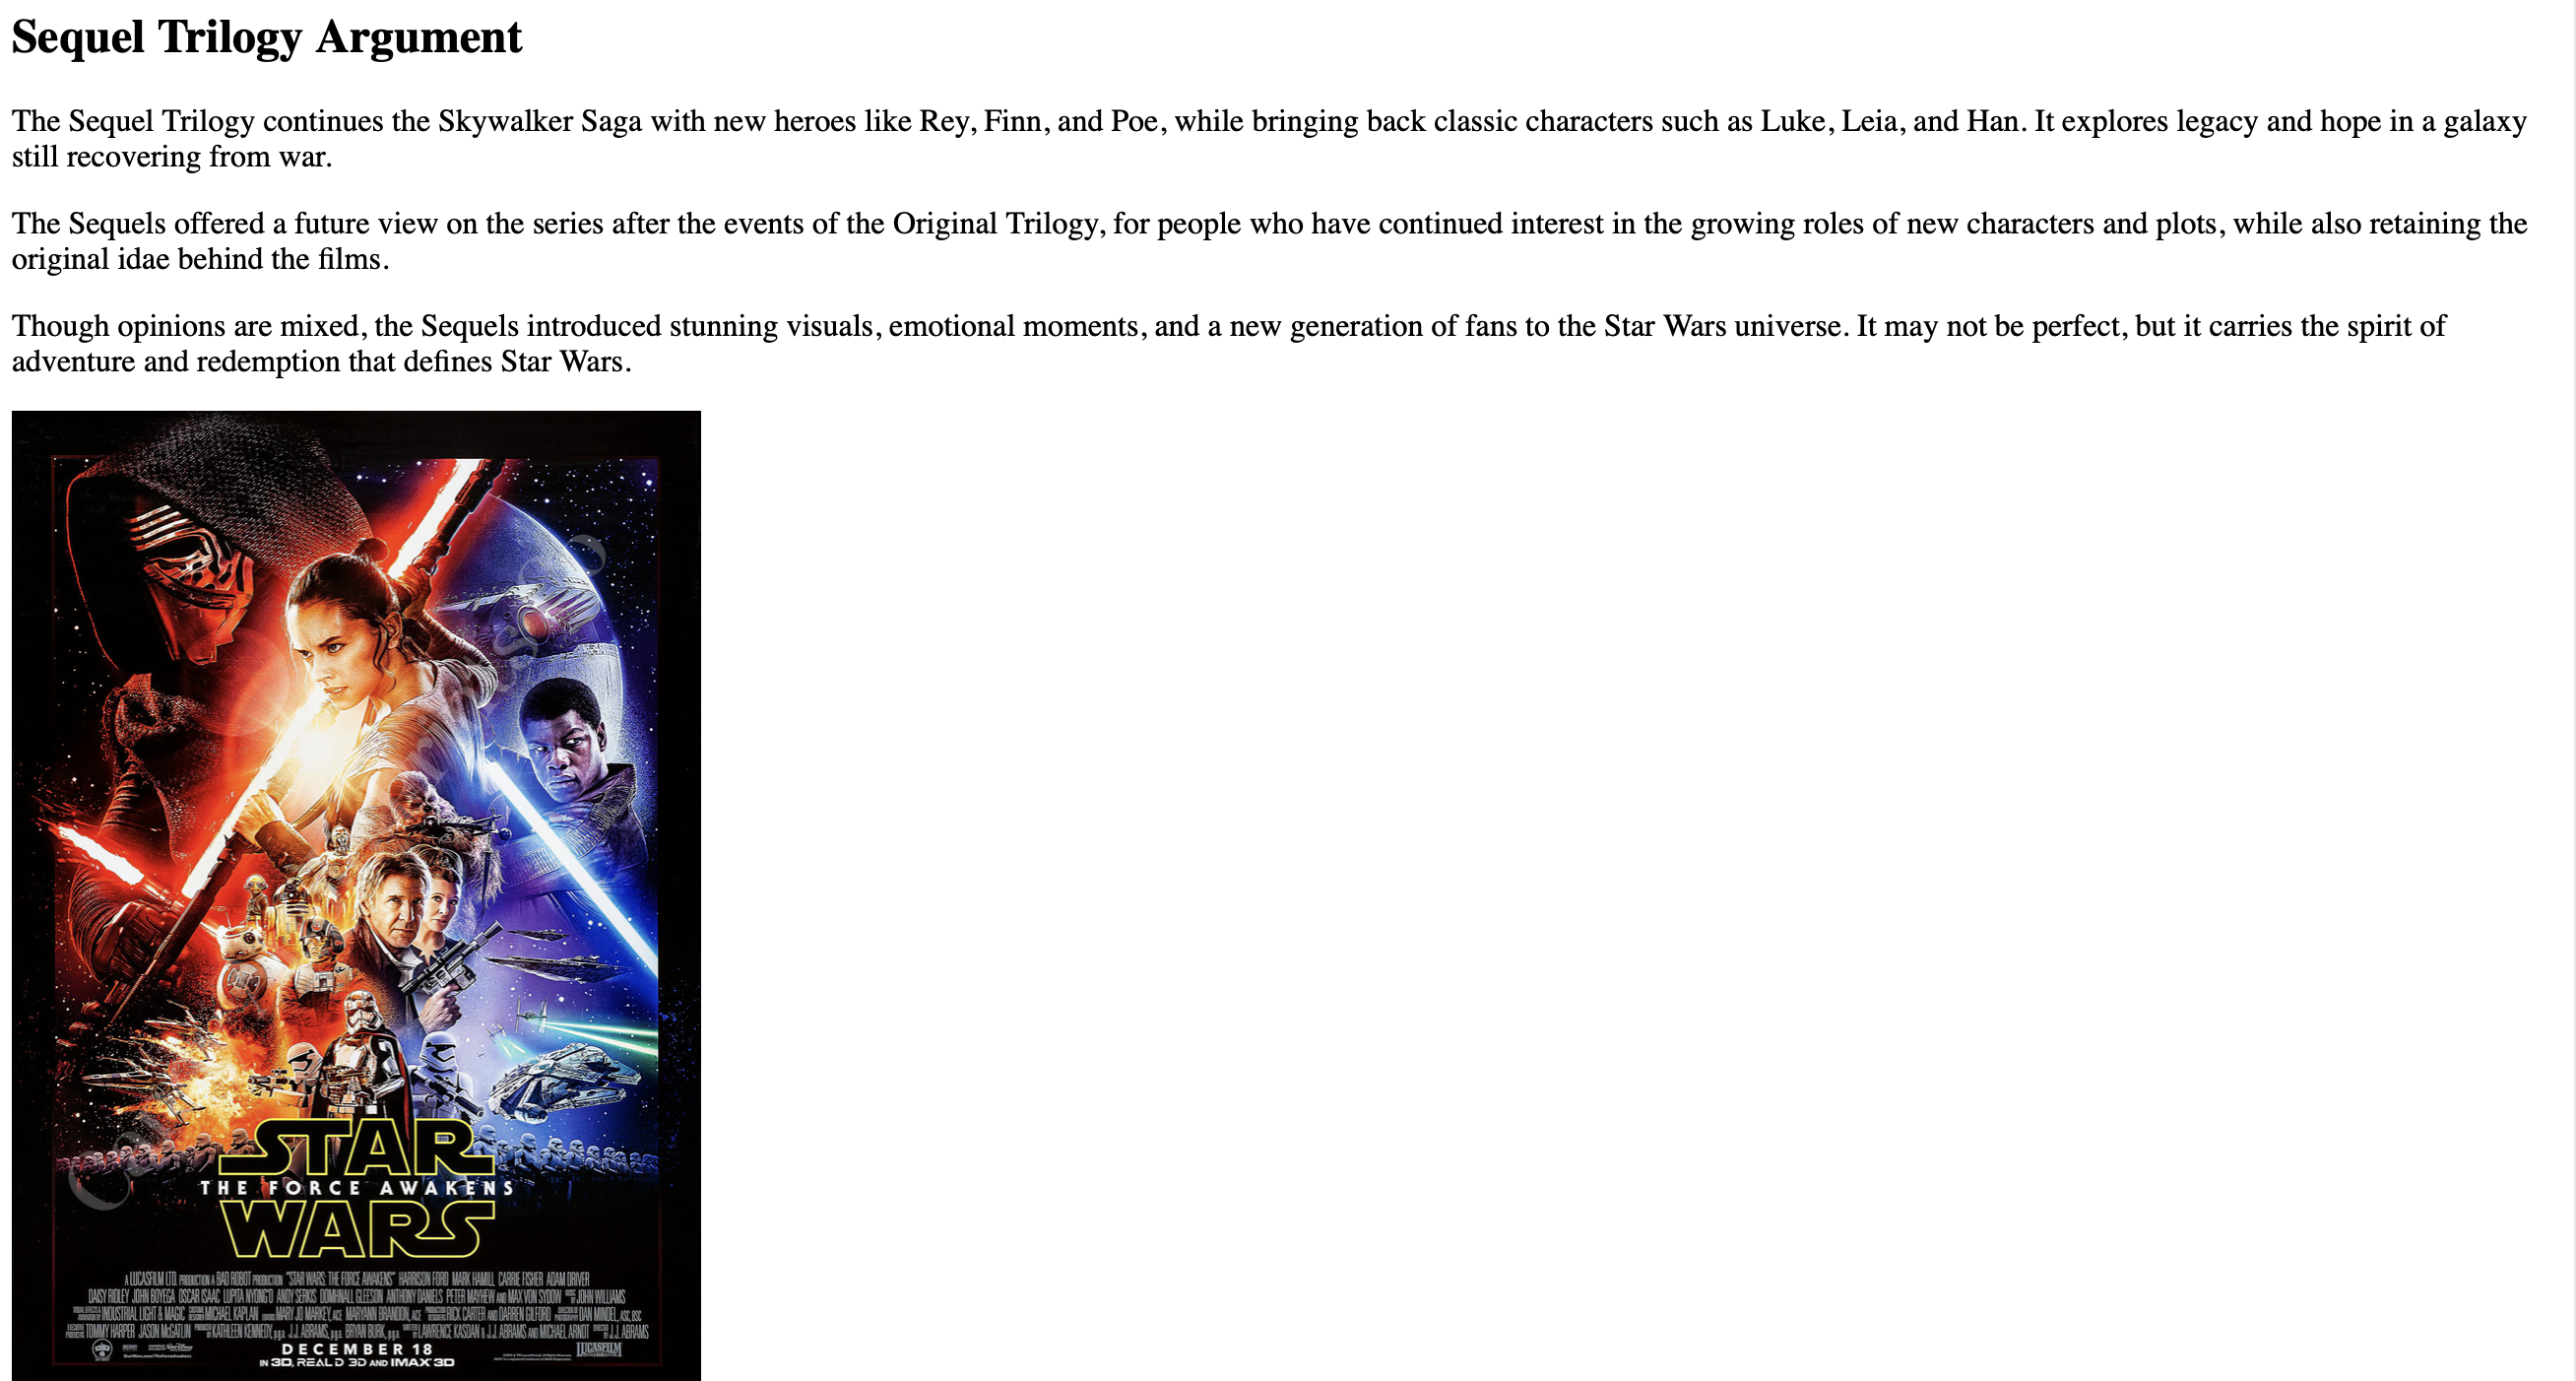 Sequel Trilogy Argument
The Sequel Trilogy continues the Skywalker Saga with new heroes like Rey, Finn, and Poe, while bringing back classic characters such as Luke, Leia, and Han. It explores legacy and hope in a galaxy
still recovering from war.
The Sequels offered a future view on the series after the events of the Original Trilogy, for people who have continued interest in the growing roles of new characters and plots, while also retaining the
original idae behind the films.
Though opinions are mixed, the Sequels introduced stunning visuals, emotional moments, and a new generation of fans to the Star Wars universe. It may not be perfect, but it carries the spirit of
adventure and redemption that defines Star Wars.
STAR
THE FORCE AWAKENS
WARS
A LUCASFILM LTD. PRODUCTION A BAD ROBOT PRODUCTION "STAR WARS: THE FORCE AWAKENS" HARRISON FORD MARK HAMILL CARRIE FISHER ADAM DRIVER
DAISY RIDLEY JOHN BOYEGA OSCAR ISAAC LUPITA NYONG'O ANDY SERKIS DOMHNALL GLEESON ANTHONY DANIELS PETER MAYHEW AND MAX VON SYDOW JOHN WILLIAMS
INDUSTRIAL LIGHT & MAGIC MICHAEL KAPLAN MARY JO MARKEY, ACE MARYANN BRANDON, ACE RICK CARTER AND DARREN GILFORD DAN MINDEL, ASC, BSC
TOMMY HARPER JASON McGATLIN KATHLEEN KENNEDY, p.g.a. J.J. ABRAMS, p.g.a. BRYAN BURK, p.g.a. LAWRENCE KASDAN & J.J. ABRAMS AND MICHAEL ARNDT J.J. ABRAMS
DECEMBER 18
IN 3D, REAL D 3D AND IMAX 3D
LUCASFILM